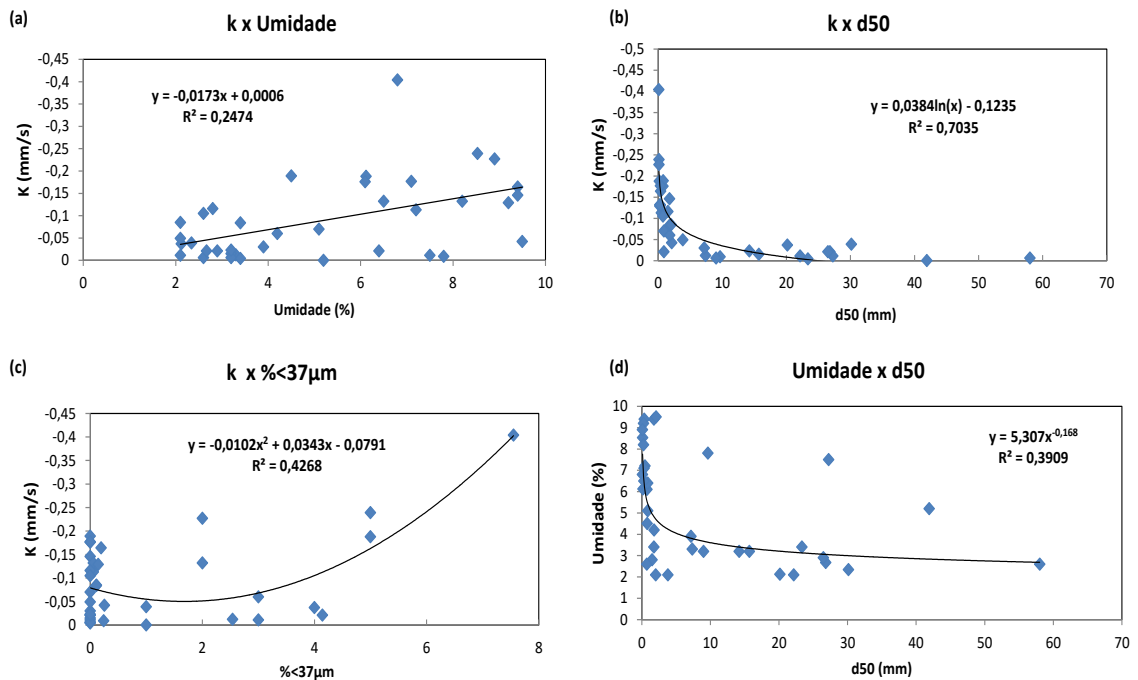 (a)
k x Umidade
-0,45
-0,4
-0,35
-0,3
-0,25
-0,2
-0,15
-0,1
-0,05
0
K (mm/s)
y = -0,0173x + 0,0006
R² = 0,2474
0 2 4 6 8 10
Umidade (%)
(b)
k x d50
-0,5
-0,45
-0,4
-0,35
-0,3
-0,25
-0,2
-0,15
-0,1
-0,05
0
K (mm/s)
y = 0,0384ln(x) - 0,1235
R² = 0,7035
0 10 20 30 40 50 60 70
d50 (mm)
(c)
k x %<37µm
-0,45
-0,4
-0,35
-0,3
-0,25
-0,2
-0,15
-0,1
-0,05
0
K (mm/s)
y = -0,0102x² + 0,0343x - 0,0791
R² = 0,4268
0 2 4 6 8
%<37µm
(d)
Umidade x d50
10
9
8
7
6
5
4
3
2
1
0
Umidade (%)
y = 5,307x⁻⁰,¹⁶⁸
R² = 0,3909
0 10 20 30 40 50 60 70
d50 (mm)